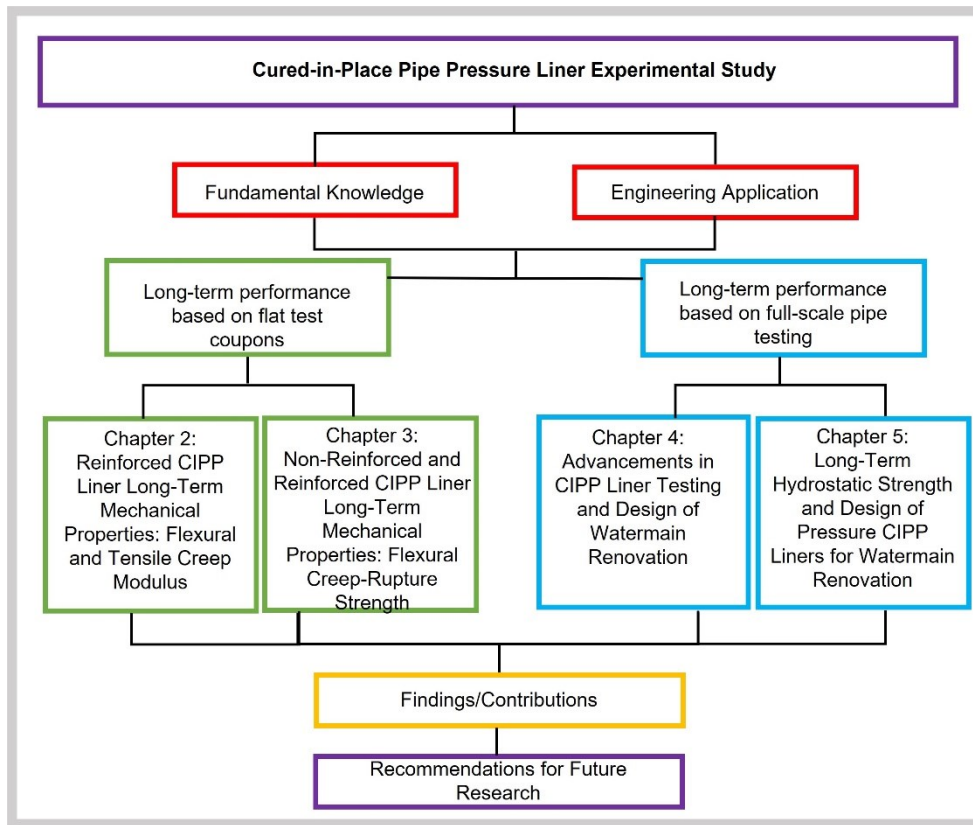 Cured-in-Place Pipe Pressure Liner Experimental Study
Fundamental Knowledge
Engineering Application
Long-term performance
based on flat test
coupons
Long-term performance
based on full-scale pipe
testing
Chapter 2:
Reinforced CIPP
Liner Long-Term
Mechanical
Properties: Flexural
and Tensile Creep
Modulus
Chapter 3:
Non-Reinforced and
Reinforced CIPP Liner
Long-Term
Mechanical
Properties: Flexural
Creep-Rupture
Strength
Chapter 4:
Advancements in
CIPP Liner Testing
and Design of
Watermain
Renovation
Chapter 5:
Long-Term
Hydrostatic Strength
and Design of
Pressure CIPP
Liners for Watermain
Renovation
Findings/Contributions
Recommendations for Future
Research